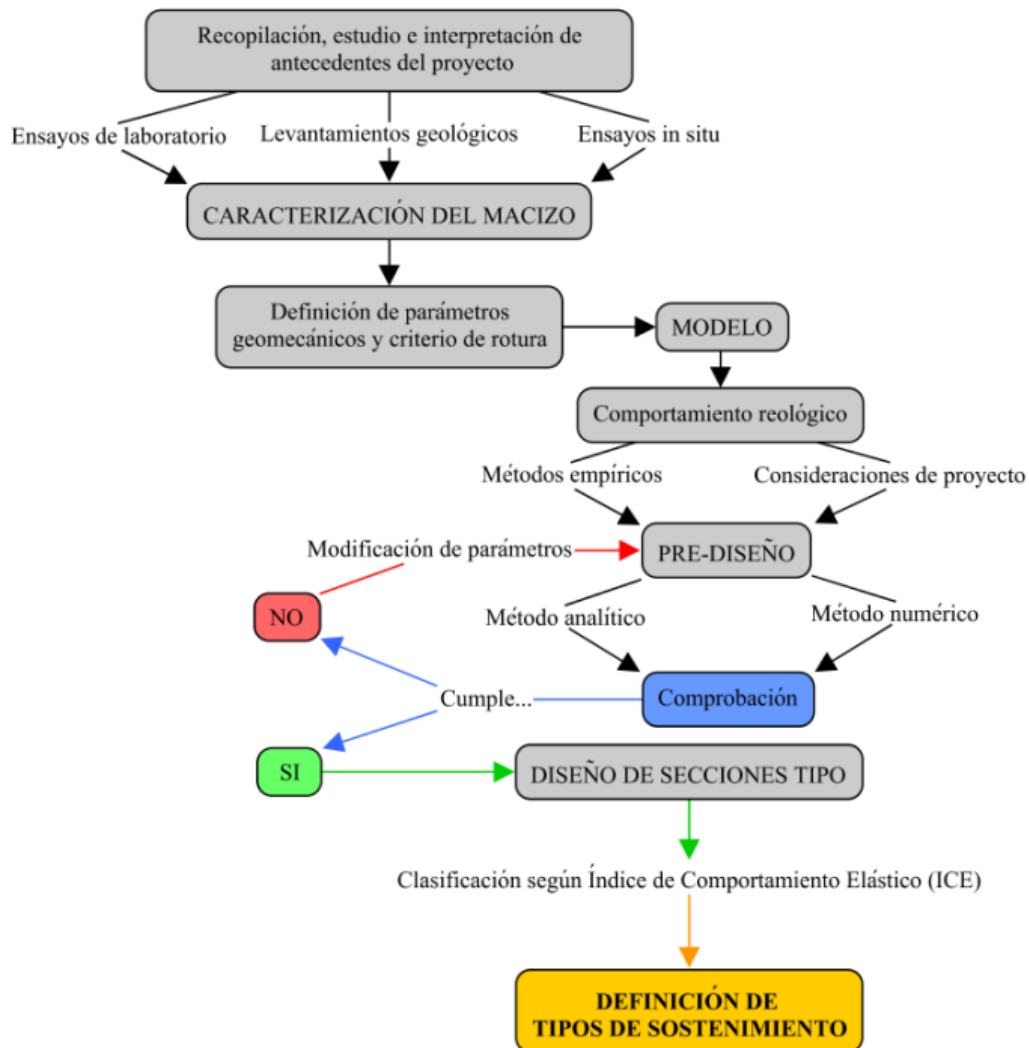 Recopilación, estudio e interpretación de
antecedentes del proyecto
Ensayos de laboratorio
Levantamientos geológicos
Ensayos in situ
CARACTERIZACIÓN DEL MACIZO
Definición de parámetros
geomecánicos y criterio de rotura
MODELO
Comportamiento reológico
Métodos empíricos
Consideraciones de proyecto
Modificación de parámetros
PRE-DISEÑO
NO
Método analítico
Método numérico
Cumple...
Comprobación
SI
DISEÑO DE SECCIONES TIPO
Clasificación según Índice de Comportamiento Elástico (ICE)
DEFINICIÓN DE
TIPOS DE SOSTENIMIENTO